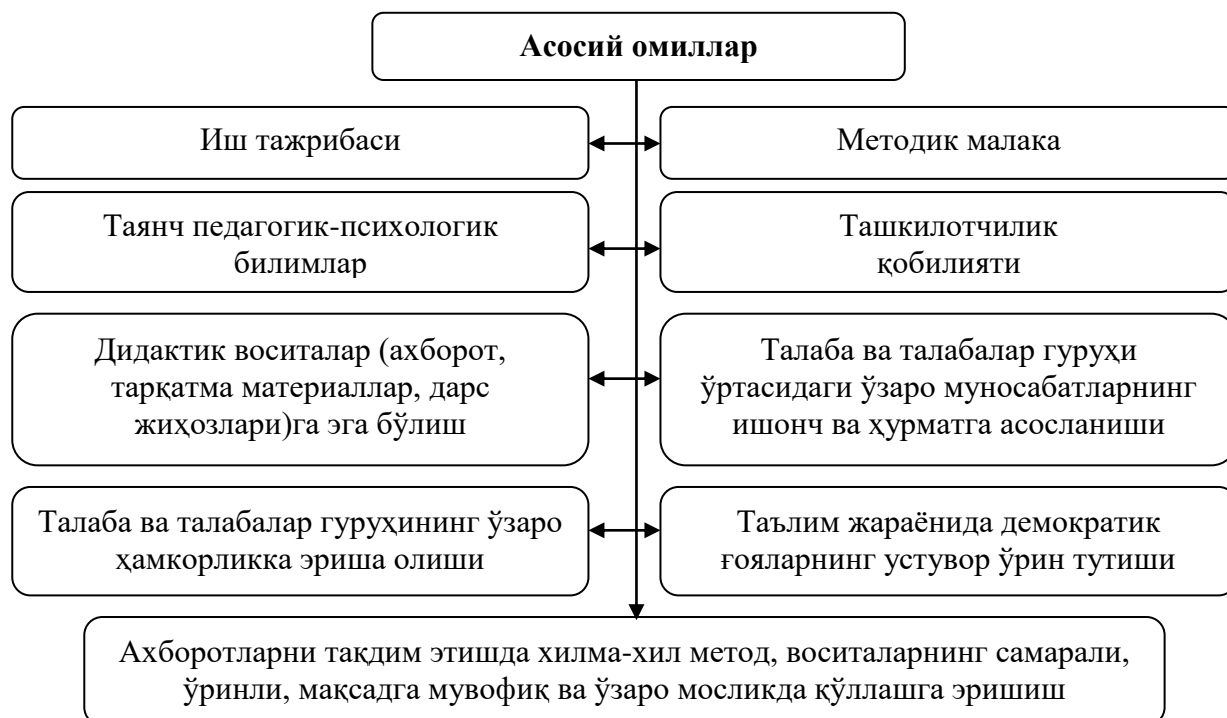 Асосий омиллар
Иш тажрибаси
Методик малака
Таянч педагогик-психологик
билимлар
Ташкилотчилик
қобилияти
Дидактик воситалар (ахборот,
тарқатма материаллар, дарс
жиҳозлари)га эга бўлиш
Талаба ва талабалар гуруҳи
ўртасидаги ўзаро муносабатларнинг
ишонч ва ҳурматга асосланиши
Талаба ва талабалар гуруҳининг ўзаро
ҳамкорликка эриша олиши
Таълим жараёнида демократик
ғояларнинг устувор ўрин тутиши
Ахборотларни тақдим этишда хилма-хил метод, воситаларнинг самарали,
ўринли, мақсадга мувофиқ ва ўзаро мосликда қўллашга эришиш